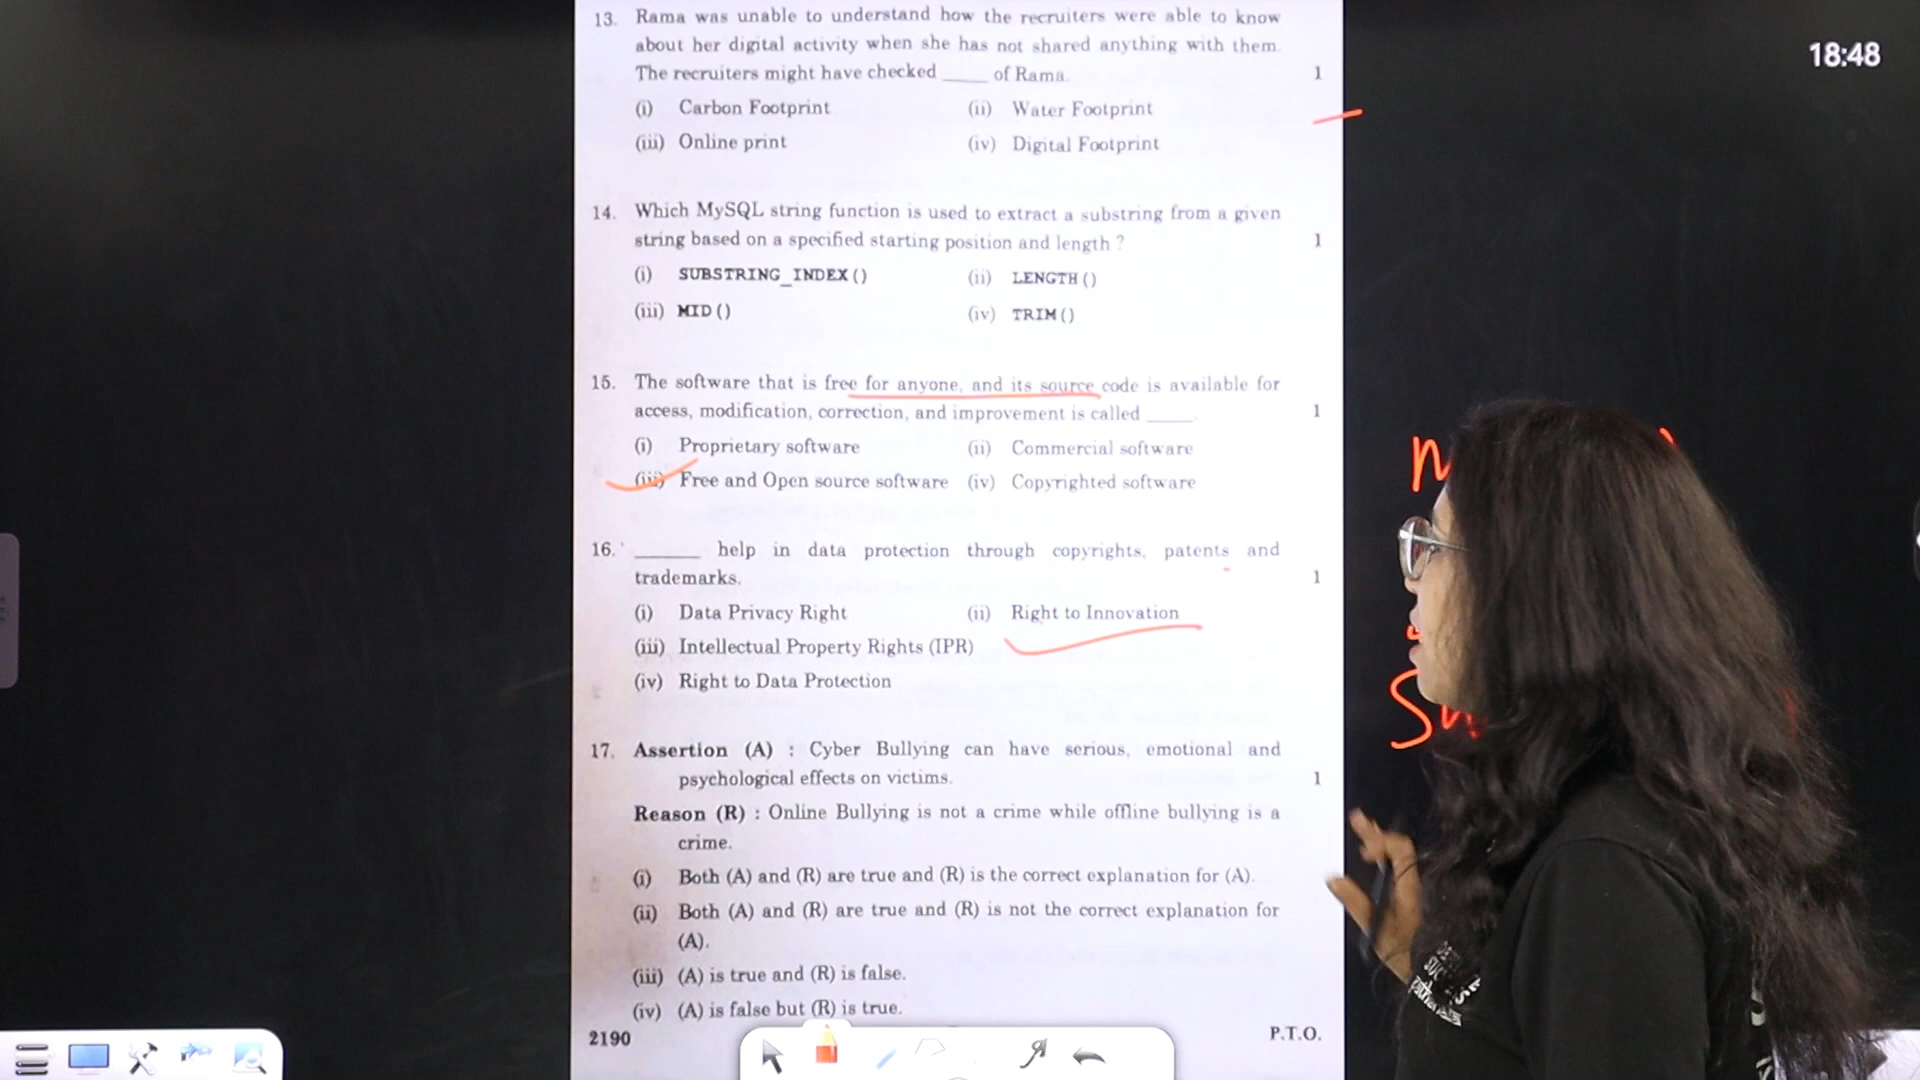 18:48
13. Rama was unable to understand how the recruiters were able to know
about her digital activity when she has not shared anything with them.
The recruiters might have checked _____ of Rama. 1
(i) Carbon Footprint (ii) Water Footprint
(iii) Online print (iv) Digital Footprint
14. Which MySQL string function is used to extract a substring from a given
string based on a specified starting position and length ? 1
(i) SUBSTRING_INDEX() (ii) LENGTH()
(iii) MID() (iv) TRIM()
15. The software that is free for anyone, and its source code is available for
access, modification, correction, and improvement is called _____. 1
(i) Proprietary software (ii) Commercial software
(iii) Free and Open source software (iv) Copyrighted software
16. _____ help in data protection through copyrights, patents and
trademarks. 1
(i) Data Privacy Right (ii) Right to Innovation
(iii) Intellectual Property Rights (IPR)
(iv) Right to Data Protection
17. Assertion (A) : Cyber Bullying can have serious, emotional and
psychological effects on victims. 1
Reason (R) : Online Bullying is not a crime while offline bullying is a
crime.
(i) Both (A) and (R) are true and (R) is the correct explanation for (A).
(ii) Both (A) and (R) are true and (R) is not the correct explanation for
(A).
(iii) (A) is true and (R) is false.
(iv) (A) is false but (R) is true.
2190 P.T.O.